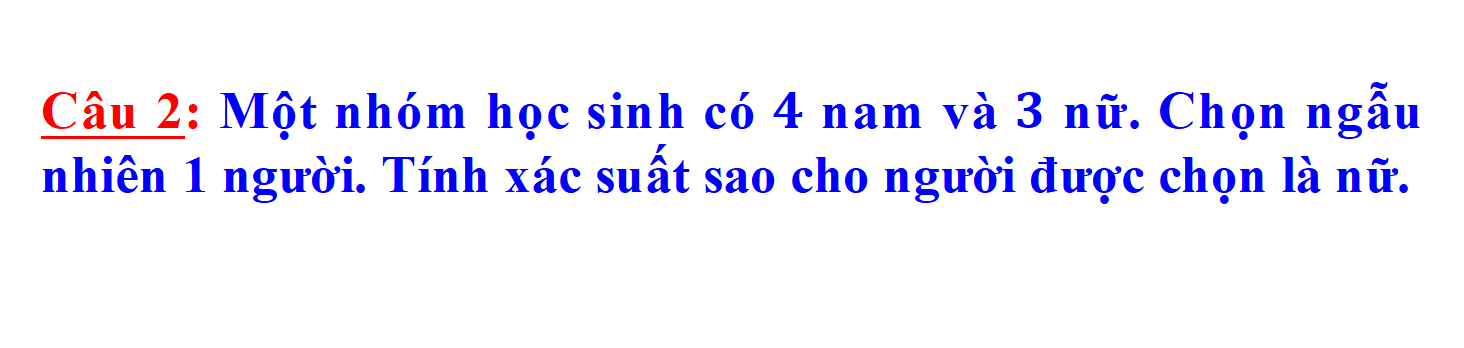 Câu 2: Một nhóm học sinh có 4 nam và 3 nữ. Chọn ngẫu
nhiên 1 người. Tính xác suất sao cho người được chọn là nữ.